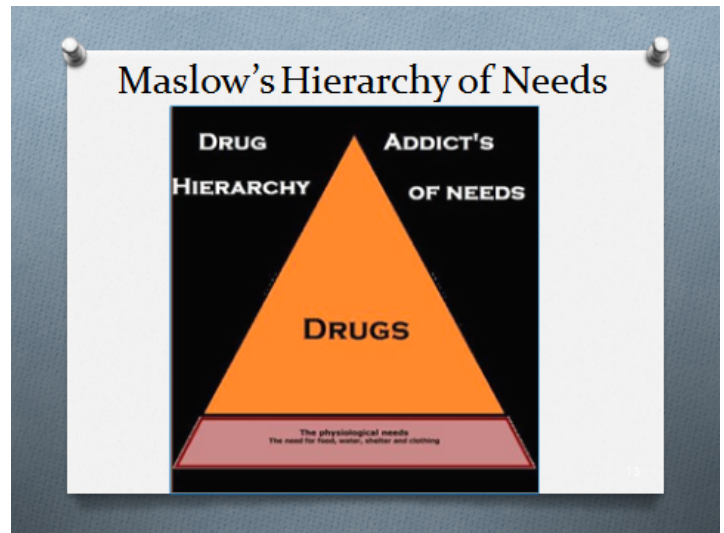 Maslow's Hierarchy of Needs
DRUG ADDICT'S
HIERARCHY OF NEEDS
DRUGS
The physiological needs
The need for food, water, shelter and clothing
13